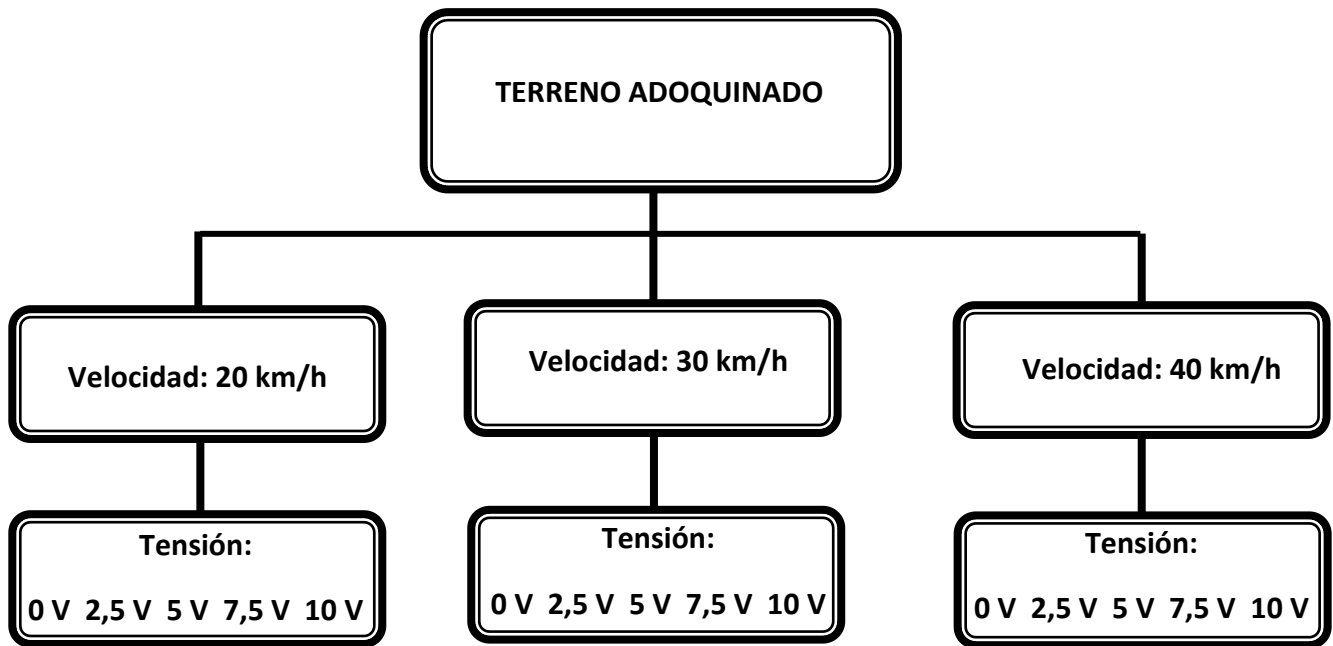 TERRENO ADOQUINADO
Velocidad: 20 km/h
Velocidad: 30 km/h
Velocidad: 40 km/h
Tensión:
0 V 2,5 V 5 V 7,5 V 10 V
Tensión:
0 V 2,5 V 5 V 7,5 V 10 V
Tensión:
0 V 2,5 V 5 V 7,5 V 10 V